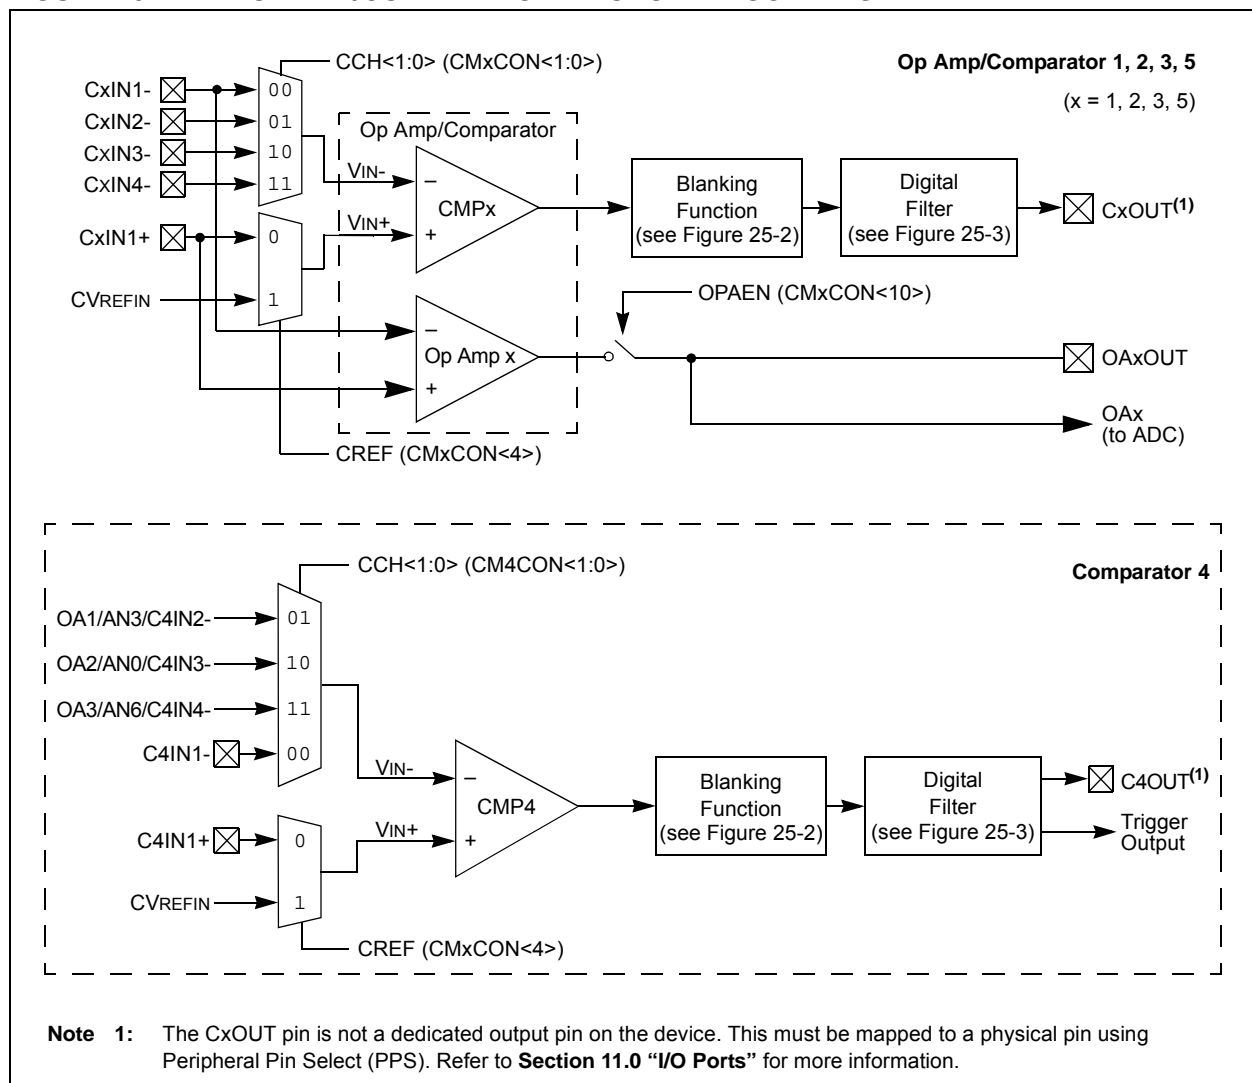 CCH<1:0> (CMxCON<1:0>)
Op Amp/Comparator 1, 2, 3, 5
(x = 1, 2, 3, 5)
CxIN1-
00
CxIN2-
01
CxIN3-
10
CxIN4-
11
Op Amp/Comparator
VIN-
–
CMPx
VIN+
+
Blanking
Function
(see Figure 25-2)
Digital
Filter
(see Figure 25-3)
CxOUT(1)
CxIN1+
0
CVREFIN
1
OPAEN (CMxCON<10>)
–
Op Amp x
+
OAxOUT
OAx
(to ADC)
CREF (CMxCON<4>)
CCH<1:0> (CM4CON<1:0>)
Comparator 4
OA1/AN3/C4IN2-
01
OA2/AN0/C4IN3-
10
OA3/AN6/C4IN4-
11
C4IN1-
00
VIN-
–
CMP4
VIN+
+
Blanking
Function
(see Figure 25-2)
Digital
Filter
(see Figure 25-3)
C4OUT(1)
Trigger
Output
C4IN1+
0
CVREFIN
1
CREF (CMxCON<4>)
Note 1: The CxOUT pin is not a dedicated output pin on the device. This must be mapped to a physical pin using
Peripheral Pin Select (PPS). Refer to Section 11.0 “I/O Ports” for more information.